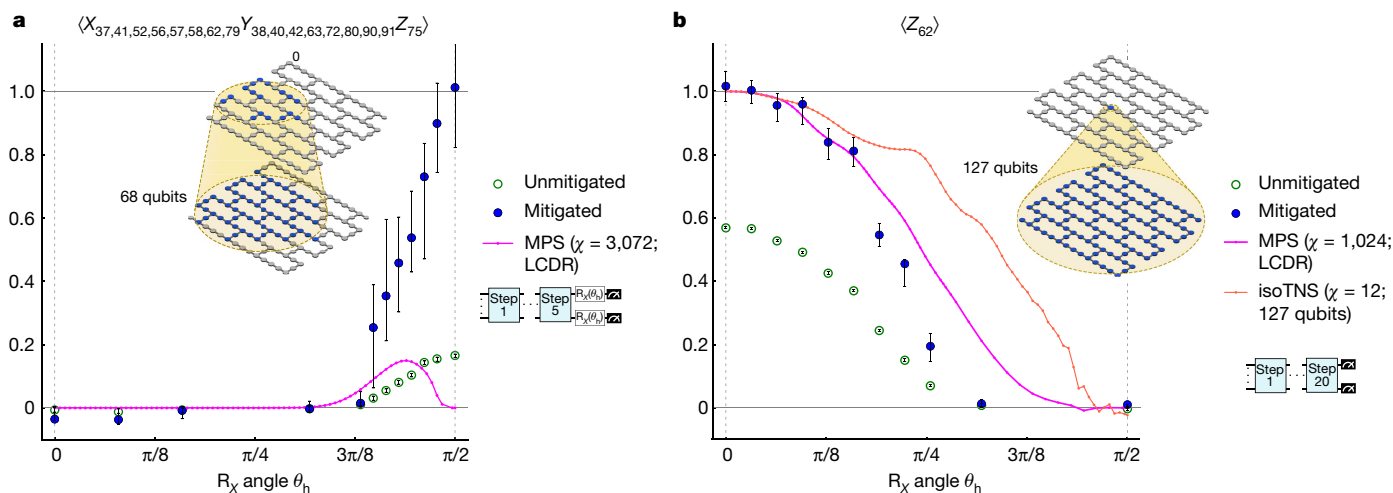 a
⟨X37,41,52,56,57,58,62,79Y38,40,42,63,72,80,90,91Z75⟩
1.0
0.8
0.6
0.4
0.2
0
0
π/8
π/4
3π/8
π/2
RX angle θh
0
68 qubits
Unmitigated
Mitigated
MPS (χ = 3,072;
LCDR)
Step
1
Step
5
RX(θh)
RX(θh)
b
⟨Z62⟩
1.0
0.8
0.6
0.4
0.2
0
0
π/8
π/4
3π/8
π/2
RX angle θh
127 qubits
Unmitigated
Mitigated
MPS (χ = 1,024;
LCDR)
isoTNS (χ = 12;
127 qubits)
Step
1
Step
20